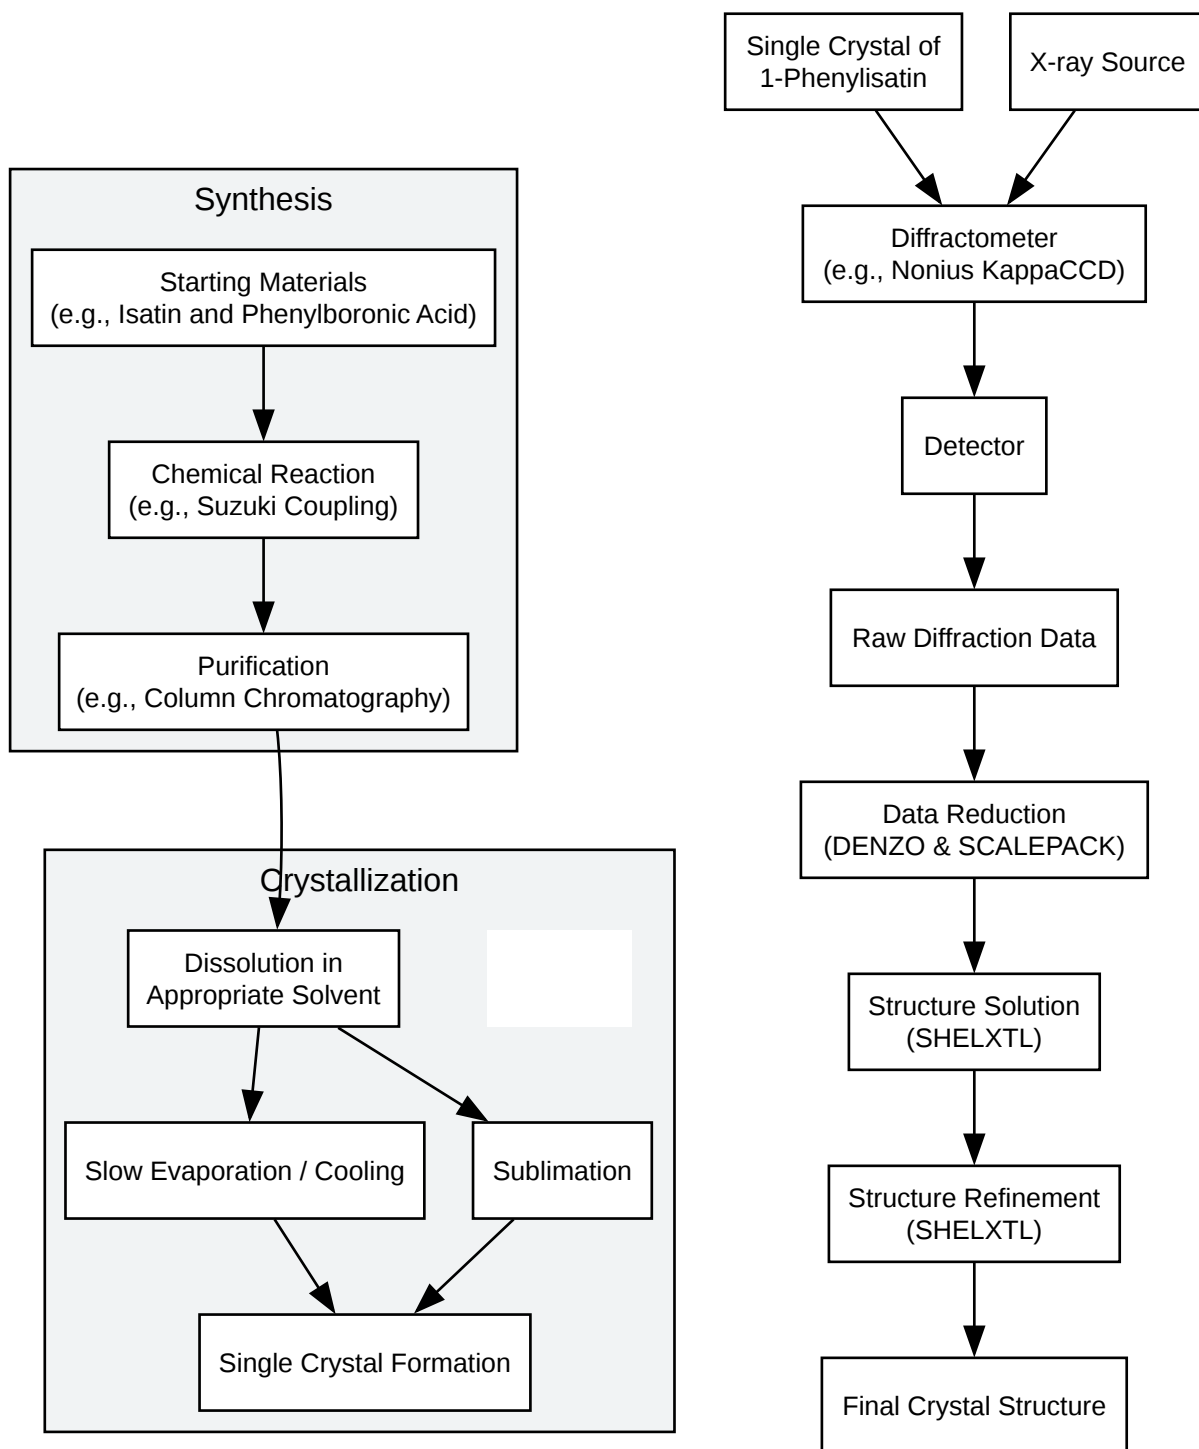 Synthesis
Starting Materials
(e.g., Isatin and Phenylboronic Acid)
Chemical Reaction
(e.g., Suzuki Coupling)
Purification
(e.g., Column Chromatography)
Crystallization
Dissolution in
Appropriate Solvent
Slow Evaporation / Cooling
Sublimation
Single Crystal Formation
Single Crystal of
1-Phenylisatin
X-ray Source
Diffractometer
(e.g., Nonius KappaCCD)
Detector
Raw Diffraction Data
Data Reduction
(DENZO & SCALEPACK)
Structure Solution
(SHELXTL)
Structure Refinement
(SHELXTL)
Final Crystal Structure